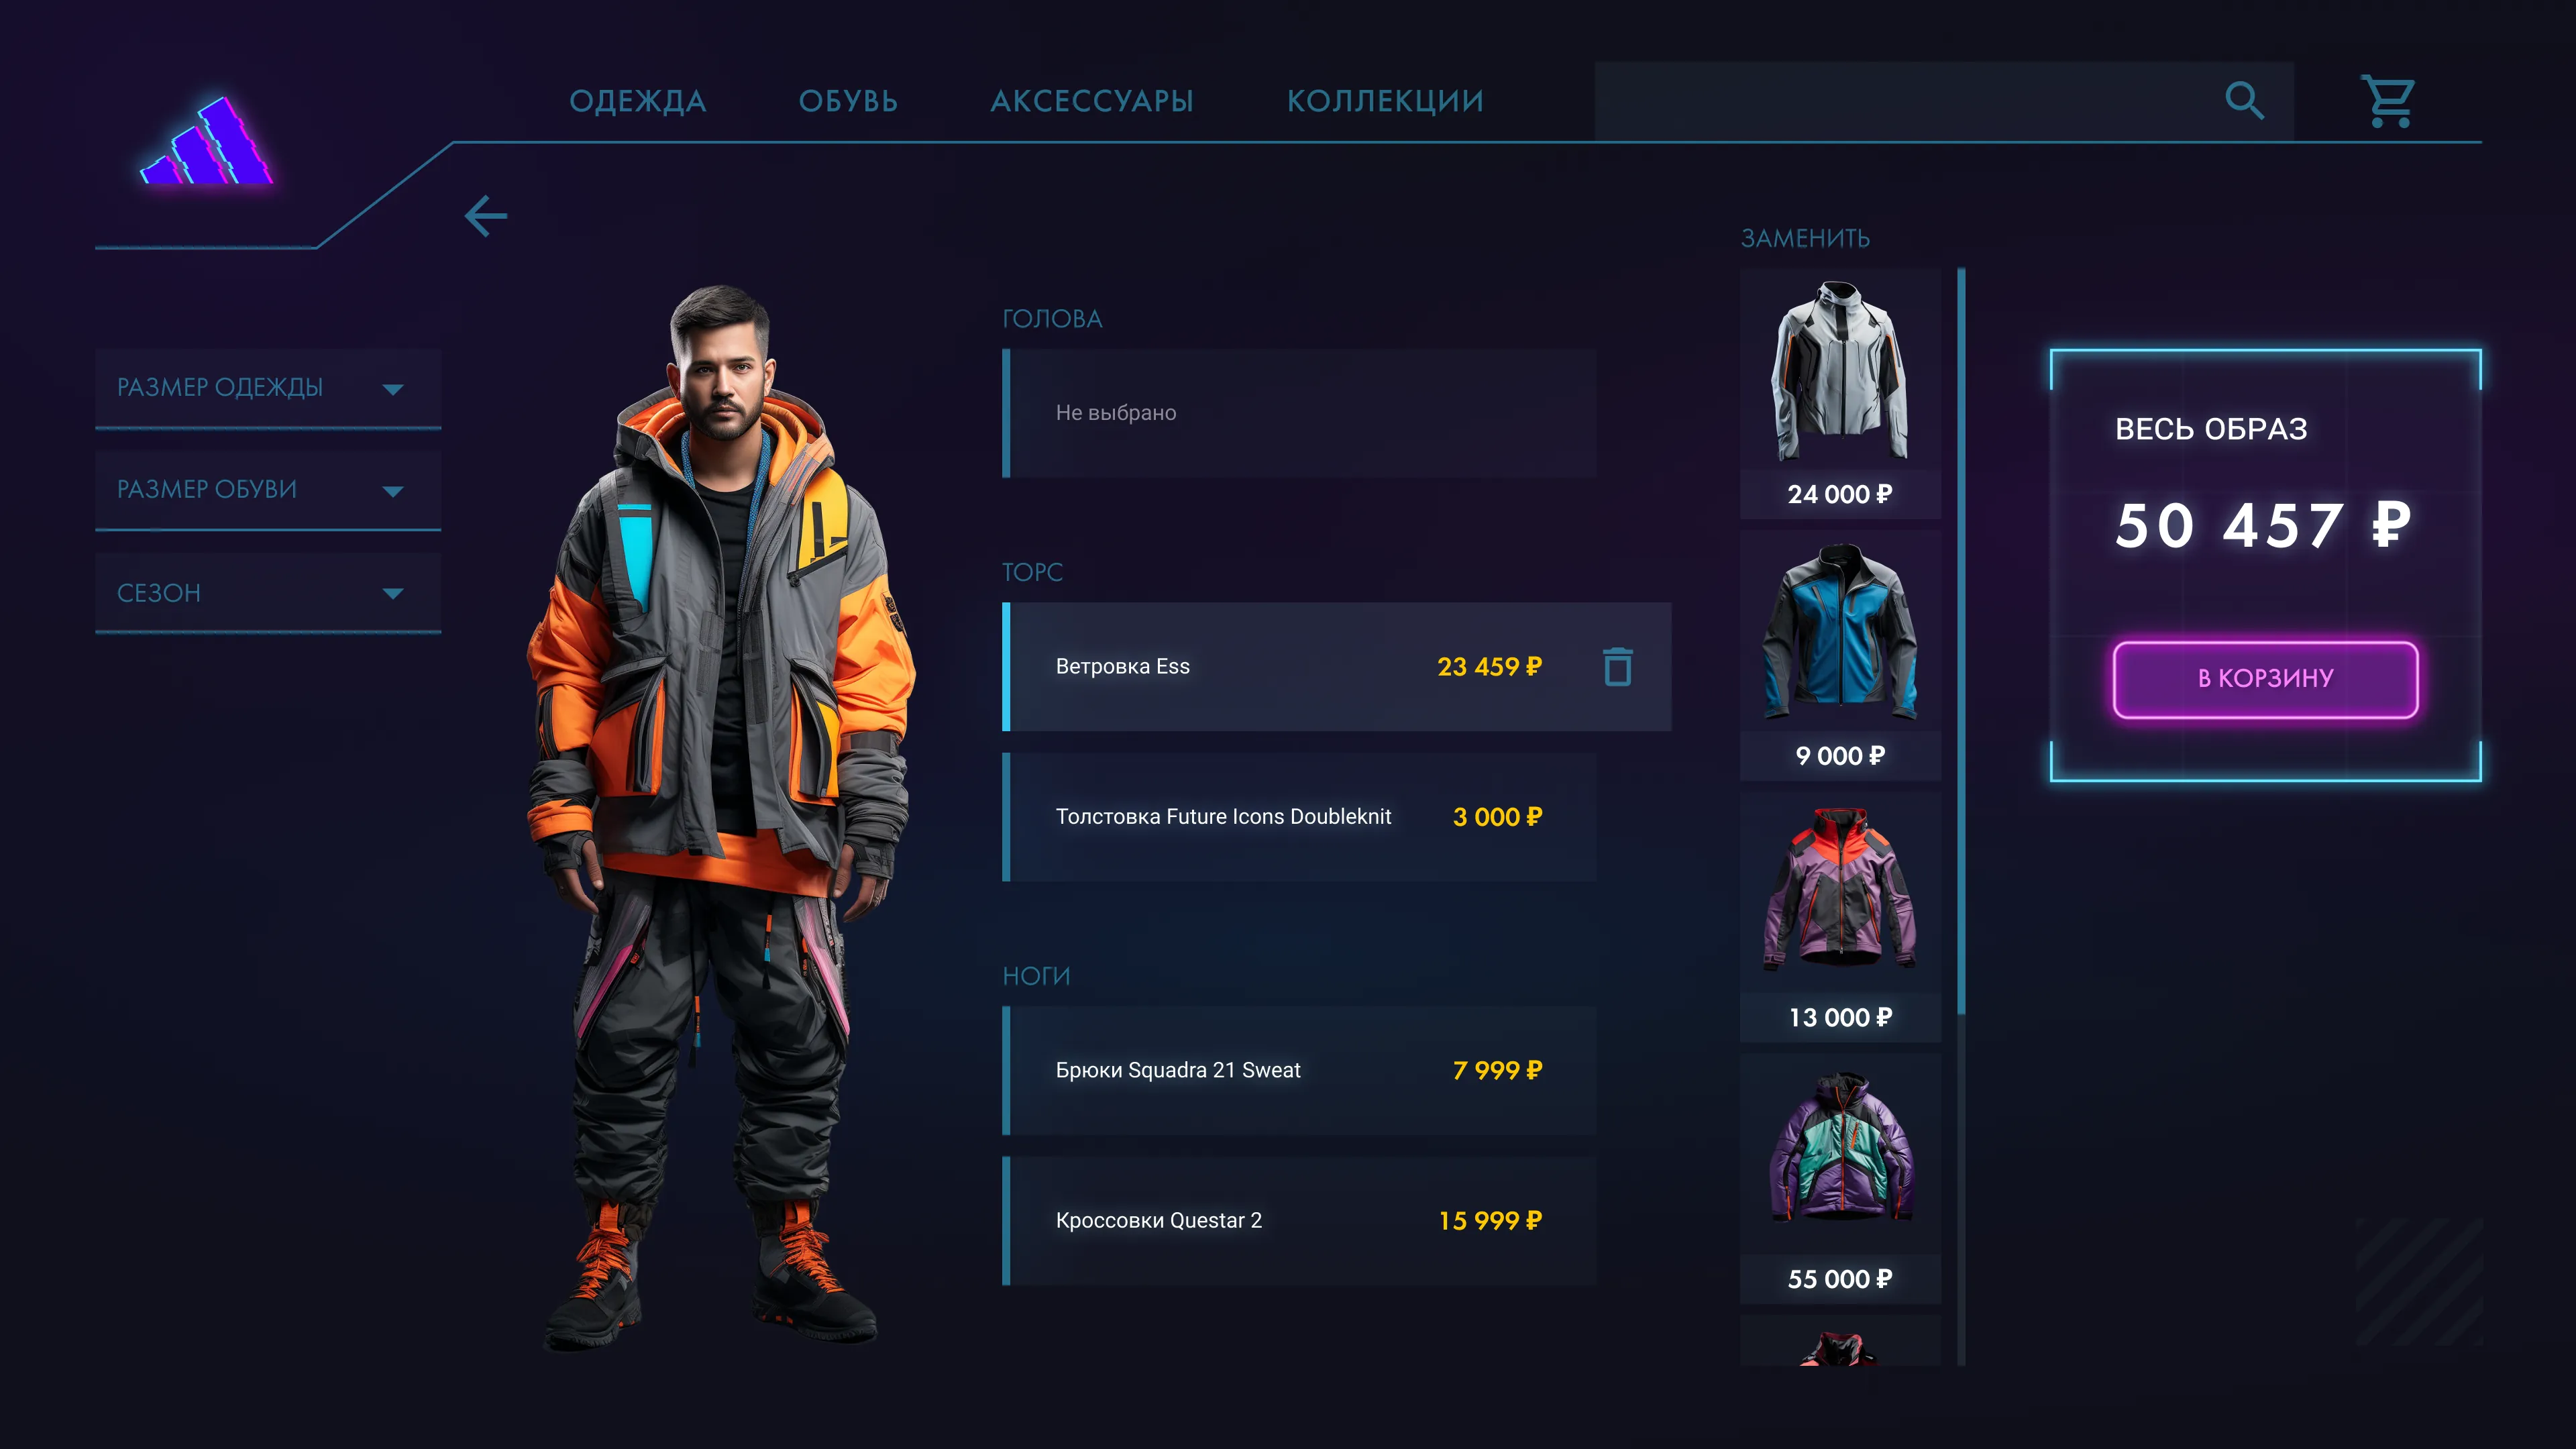 ОДЕЖДА
ОБУВЬ
АКСЕССУАРЫ
КОЛЛЕКЦИИ
РАЗМЕР ОДЕЖДЫ
РАЗМЕР ОБУВИ
СЕЗОН
ГОЛОВА
Не выбрано
ТОРС
Ветровка Ess 23 459 ₽
Толстовка Future Icons Doubleknit 3 000 ₽
НОГИ
Брюки Squadra 21 Sweat 7 999 ₽
Кроссовки Questar 2 15 999 ₽
ЗАМЕНИТЬ
24 000 ₽
9 000 ₽
13 000 ₽
55 000 ₽
ВЕСЬ ОБРАЗ
50 457 ₽
В КОРЗИНУ